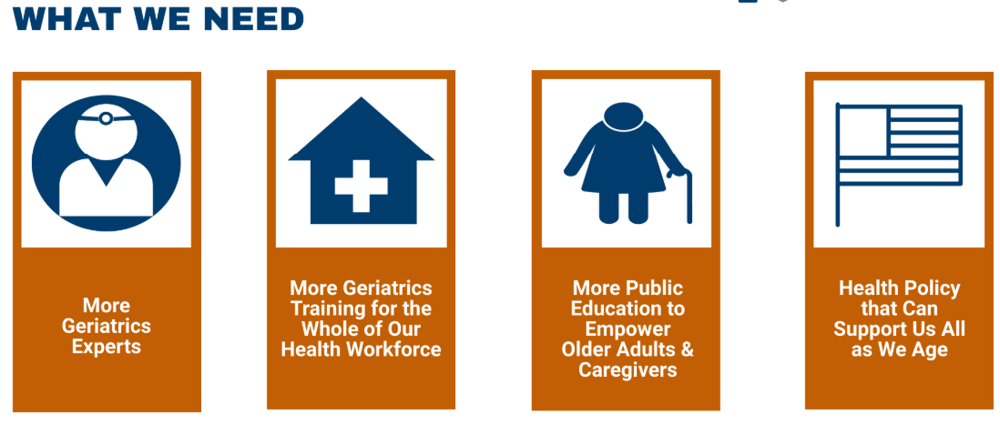 WHAT WE NEED
More
Geriatrics
Experts
More Geriatrics
Training for the
Whole of Our
Health Workforce
More Public
Education to
Empower
Older Adults &
Caregivers
Health Policy
that Can
Support Us All
as We Age